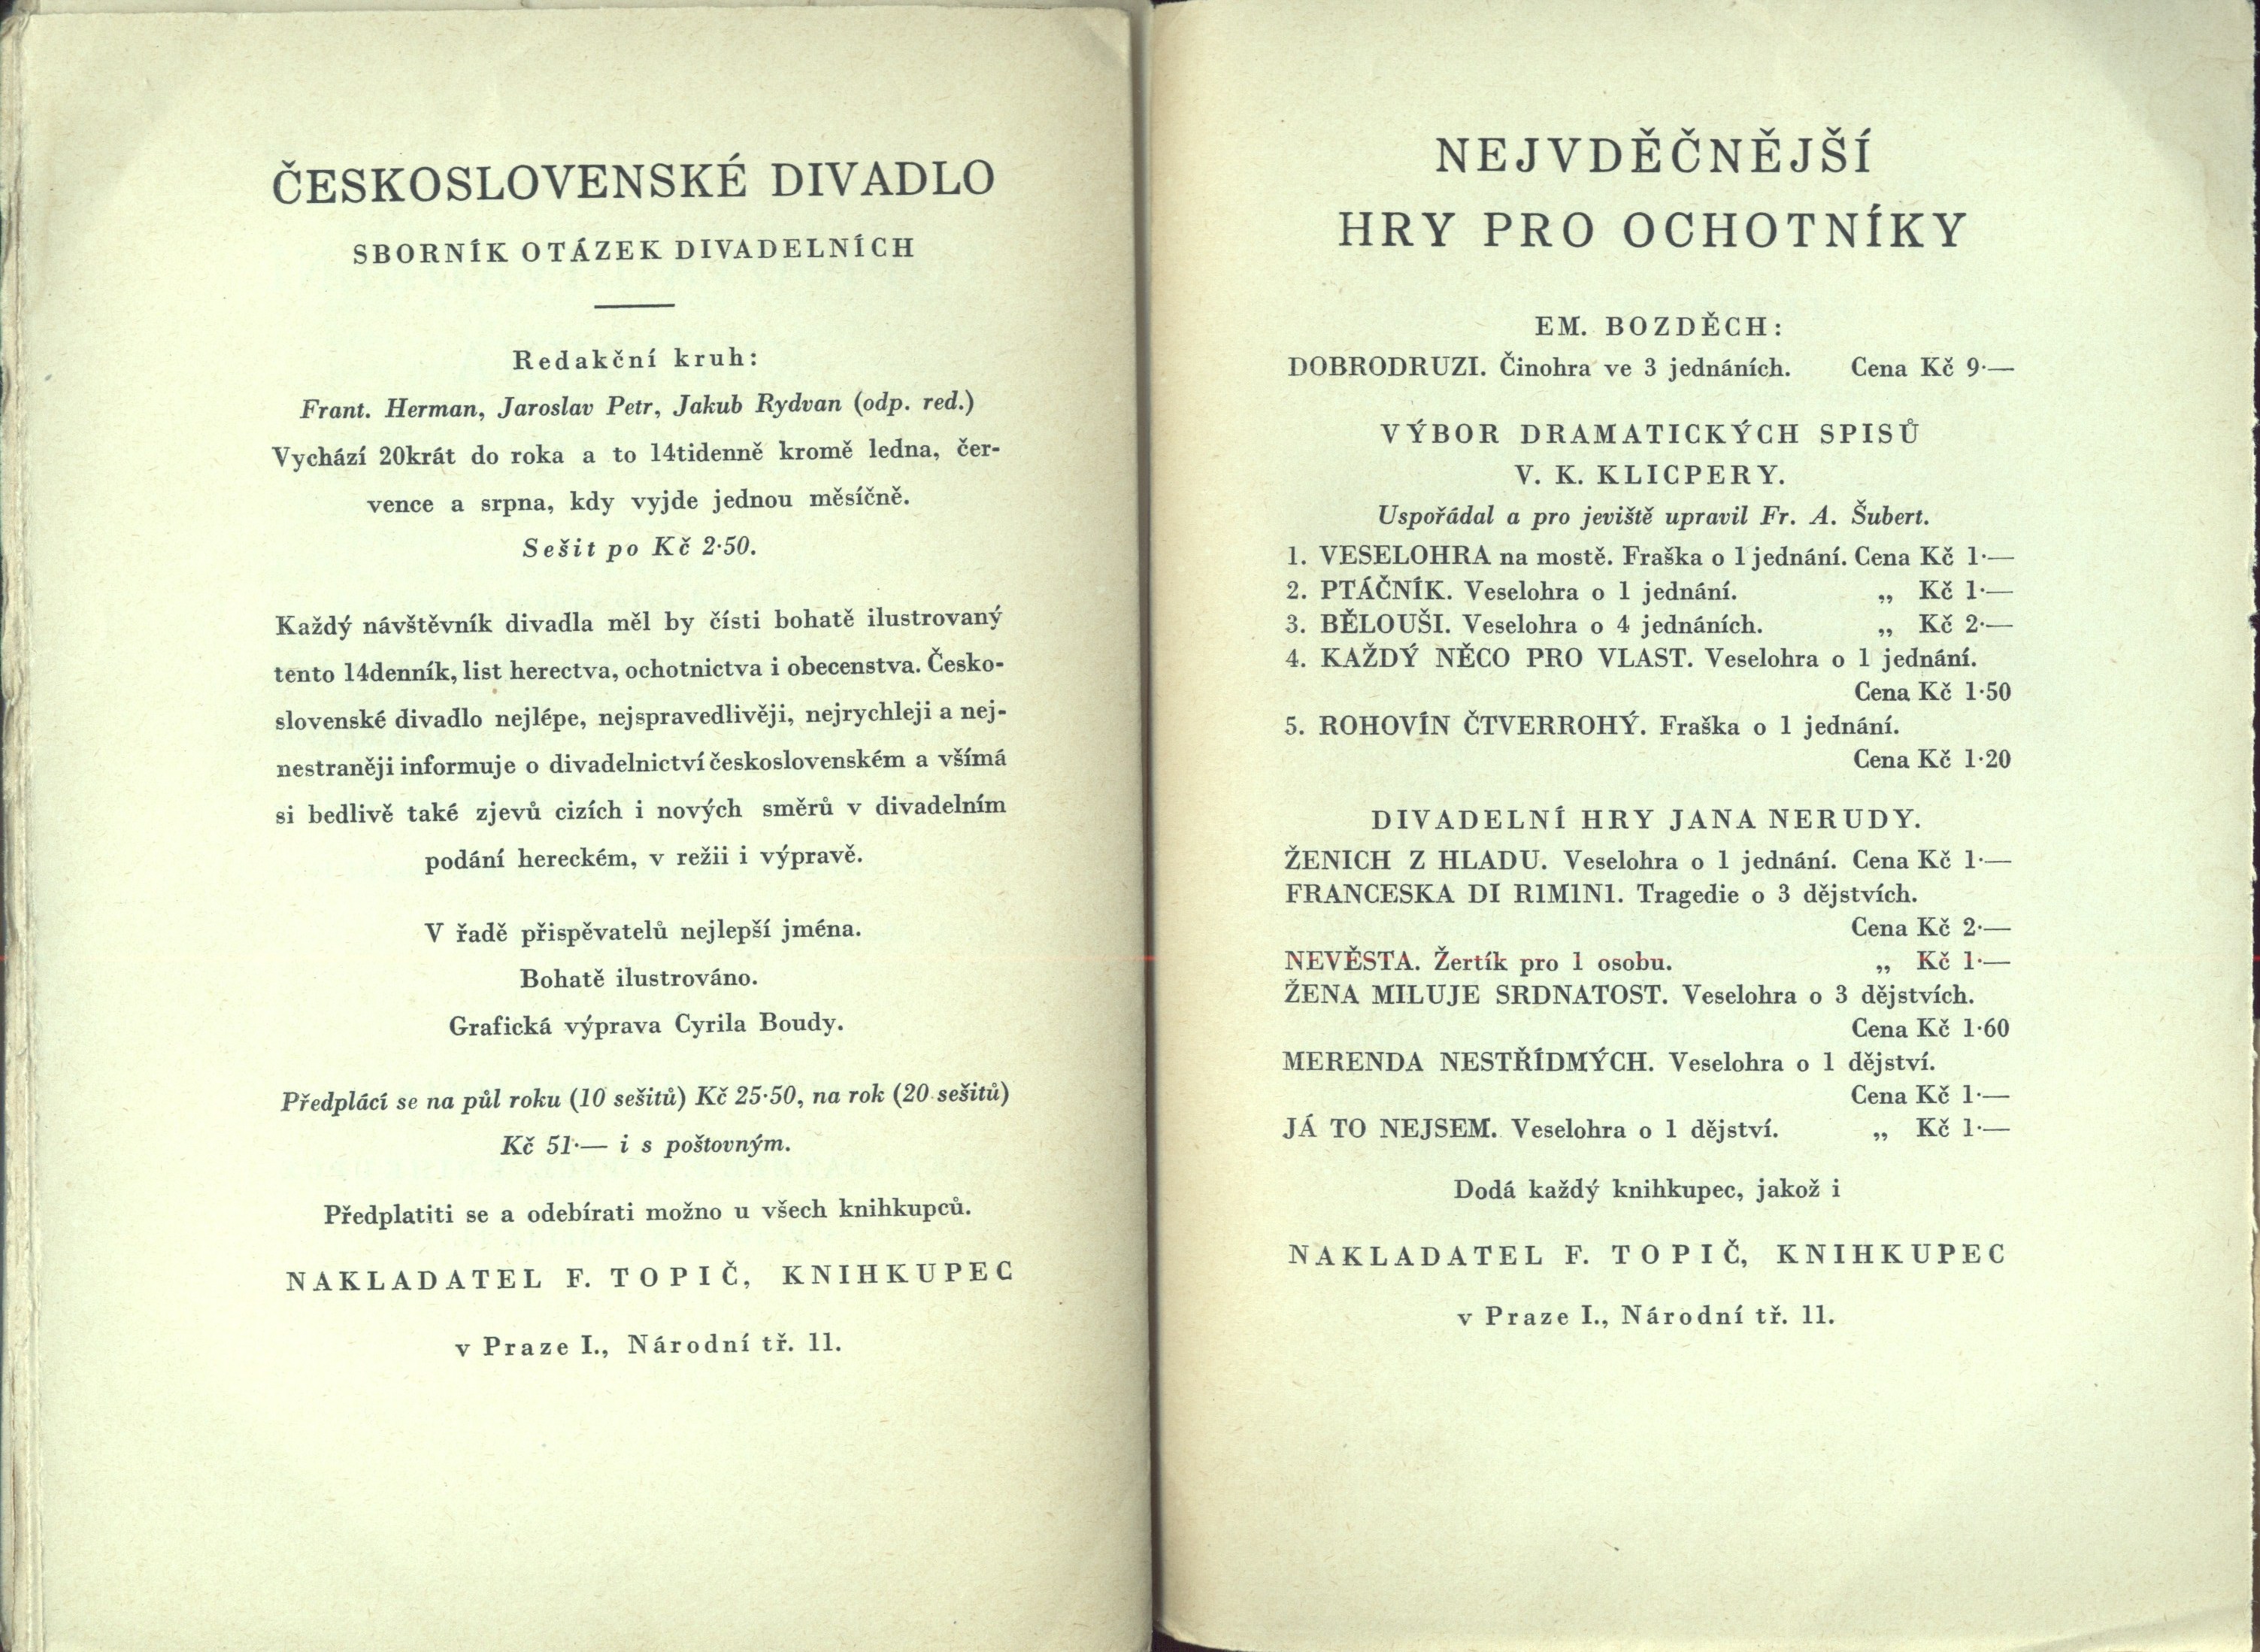 ČESKOSLOVENSKÉ DIVADLO
SBORNÍK OTÁZEK DIVADELNÍCH
Redakční kruh:
Frant. Herman, Jaroslav Petr, Jakub Rydvan (odp. red.)
Vychází 20krát do roka a to 14tidenně kromě ledna, čer-
vence a srpna, kdy vyjde jednou měsíčně.
Sešit po Kč 2·50.
Každý návštěvník divadla měl by čísti bohatě ilustrovaný
tento 14denník, list herectva, ochotnictva i obecenstva. Česko-
slovenské divadlo nejlépe, nejspravedlivěji, nejrychleji a nej-
nestraněji informuje o divadelnictví československém a všímá
si bedlivě také zjevů cizích i nových směrů v divadelním
podání hereckém, v režii i výpravě.
V řadě přispěvatelů nejlepší jména.
Bohatě ilustrováno.
Grafická výprava Cyrila Boudy.
Předplácí se na půl roku (10 sešitů) Kč 25·50, na rok (20 sešitů)
Kč 51·— i s poštovným.
Předplatiti se a odebírati možno u všech knihkupců.
NAKLADATEL F. TOPIČ, KNIHKUPEC
v Praze I., Národní tř. 11.
NEJVDĚČNĚJŠÍ
HRY PRO OCHOTNÍKY
EM. BOZDĚCH:
DOBRODRUZI. Činohra ve 3 jednáních. Cena Kč 9·—
VÝBOR DRAMATICKÝCH SPISŮ
V. K. KLICPERY.
Uspořádal a pro jeviště upravil Fr. A. Šubert.
1. VESELOHRA na mostě. Fraška o 1 jednání. Cena Kč 1·—
2. PTÁČNÍK. Veselohra o 1 jednání. „ Kč 1·—
3. BĚLOUŠI. Veselohra o 4 jednáních. „ Kč 2·—
4. KAŽDÝ NĚCO PRO VLAST. Veselohra o 1 jednání.
Cena Kč 1·50
5. ROHOVÍN ČTVERROHÝ. Fraška o 1 jednání.
Cena Kč 1·20
DIVADELNÍ HRY JANA NERUDY.
ŽENICH Z HLADU. Veselohra o 1 jednání. Cena Kč 1·—
FRANCESKA DI R1M1N1. Tragedie o 3 dějstvích.
Cena Kč 2·—
NEVĚSTA. Žertík pro 1 osobu. „ Kč 1·—
ŽENA MILUJE SRDNATOST. Veselohra o 3 dějstvích.
Cena Kč 1·60
MERENDA NESTŘÍDMÝCH. Veselohra o 1 dějství.
Cena Kč 1·—
JÁ TO NEJSEM. Veselohra o 1 dějství. „ Kč 1·—
Dodá každý knihkupec, jakož i
NAKLADATEL F. TOPIČ, KNIHKUPEC
v Praze I., Národní tř. 11.